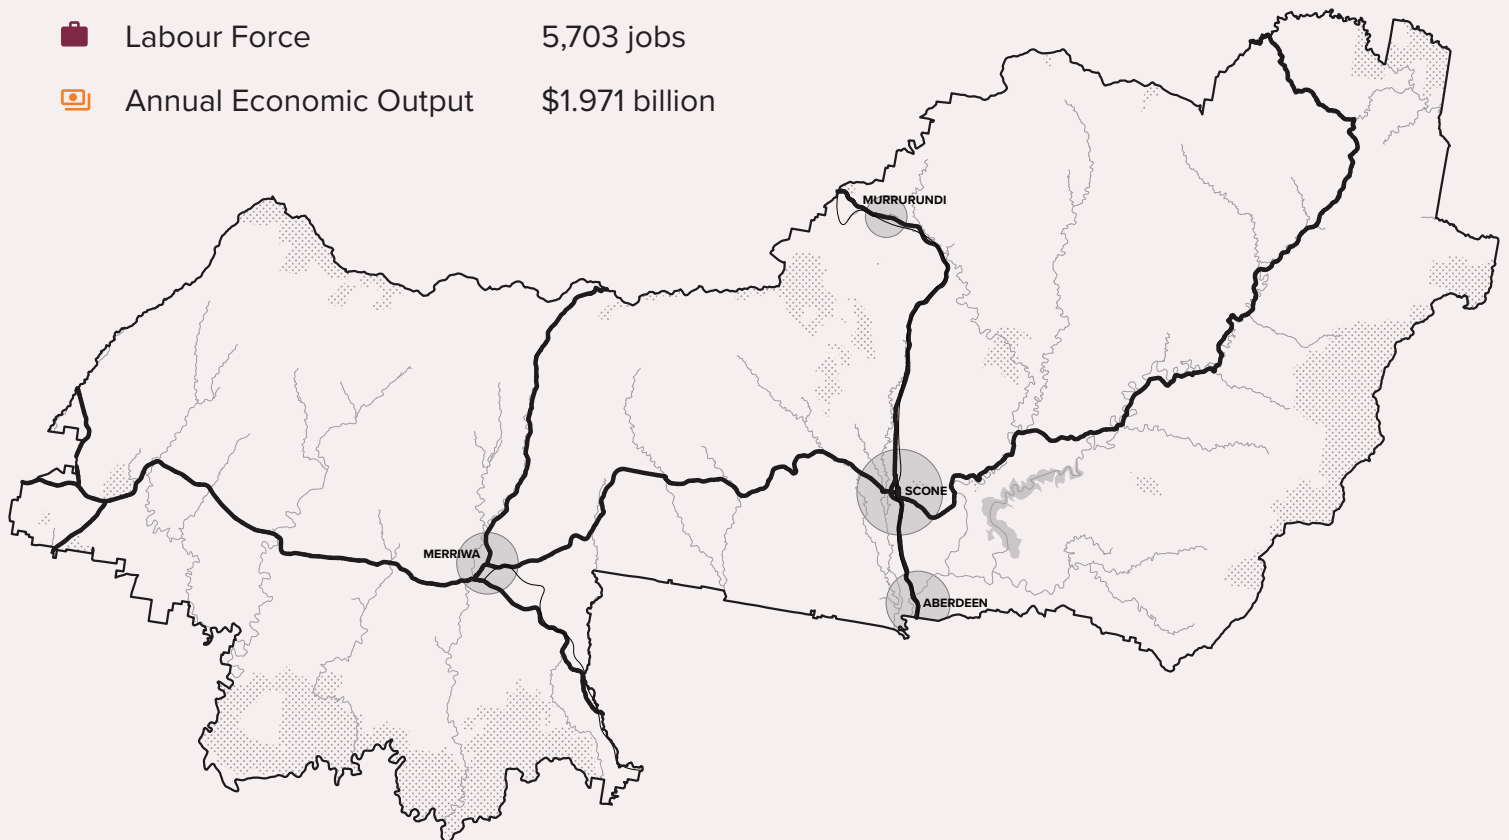 Labour Force 5,703 jobs
Annual Economic Output $1.971 billion
MURRURUNDI
SCONE
MERRIWA
ABERDEEN